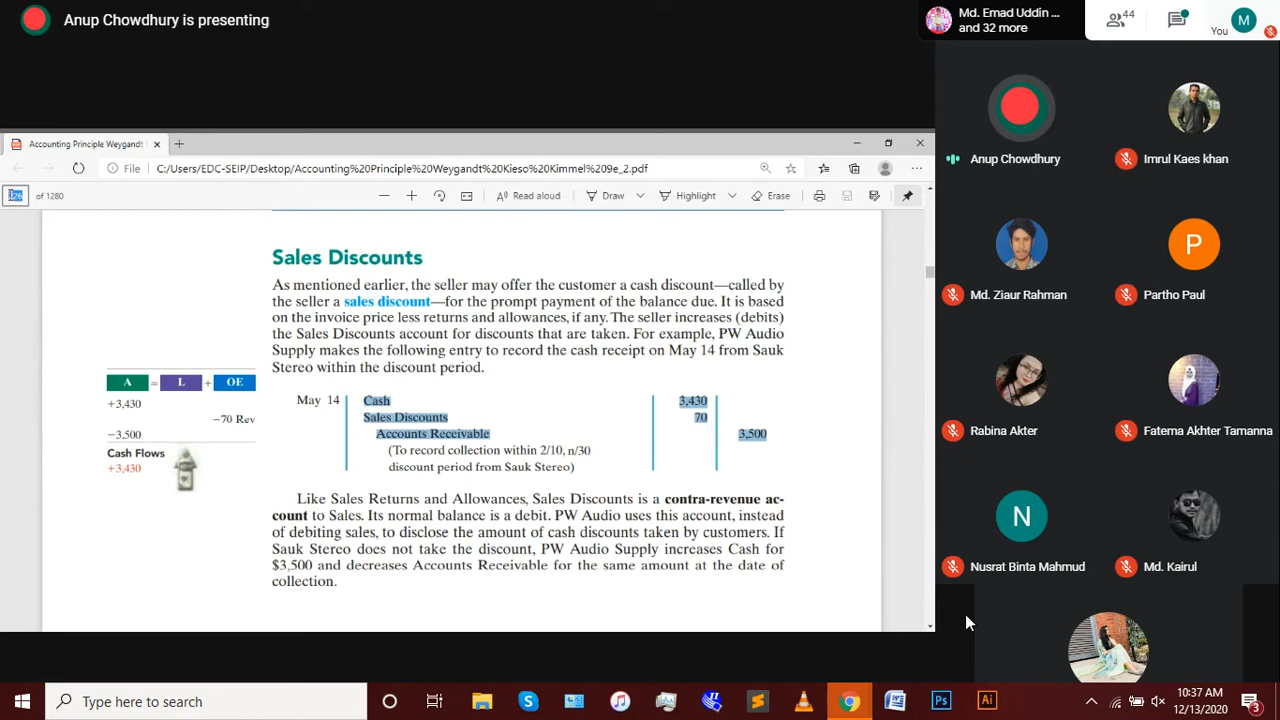 Anup Chowdhury is presenting
Md. Emad Uddin ...
and 32 more
44
You
M
Accounting Principle Weygandt
File
C:/Users/EDC-SEIP/Desktop/Accounting%20Principle%20Weygandt%20Kieso%20Kimmel%209e_2.pdf
of 1280
Read aloud
Draw
Highlight
Erase
Sales Discounts
As mentioned earlier, the seller may offer the customer a cash discount—called by
the seller a sales discount—for the prompt payment of the balance due. It is based
on the invoice price less returns and allowances, if any. The seller increases (debits)
the Sales Discounts account for discounts that are taken. For example, PW Audio
Supply makes the following entry to record the cash receipt on May 14 from Sauk
Stereo within the discount period.
A = L + OE
+3,430
−70 Rev
−3,500
Cash Flows
+3,430
May 14 Cash 3,430
Sales Discounts 70
Accounts Receivable 3,500
(To record collection within 2/10, n/30
discount period from Sauk Stereo)
Like Sales Returns and Allowances, Sales Discounts is a contra-revenue ac-
count to Sales. Its normal balance is a debit. PW Audio uses this account, instead
of debiting sales, to disclose the amount of cash discounts taken by customers. If
Sauk Stereo does not take the discount, PW Audio Supply increases Cash for
$3,500 and decreases Accounts Receivable for the same amount at the date of
collection.
Anup Chowdhury
Imrul Kaes khan
Md. Ziaur Rahman
P
Partho Paul
Rabina Akter
Fatema Akhter Tamanna
N
Nusrat Binta Mahmud
Md. Kairul
Type here to search
Ps
Ai
10:37 AM
12/13/2020
3